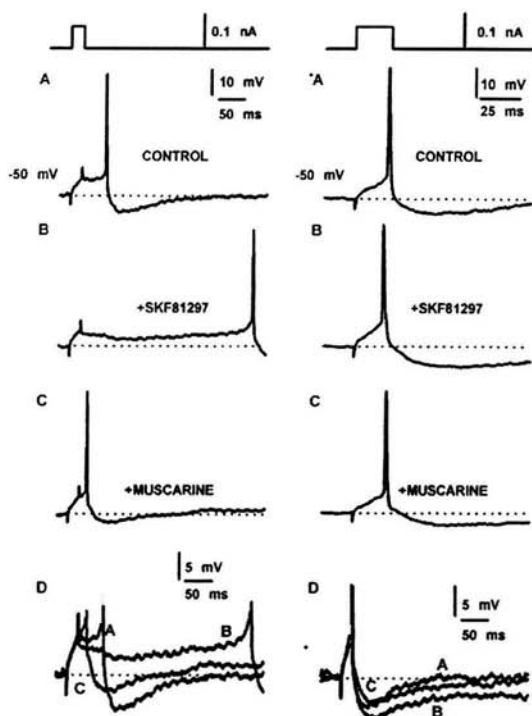 0.1 nA
0.1 nA
A
10 mV
50 ms
CONTROL
-50 mV
A
10 mV
25 ms
CONTROL
-50 mV
B
+SKF81297
B
+SKF81297
C
+MUSCARINE
C
+MUSCARINE
D
5 mV
50 ms
A
B
C
D
5 mV
50 ms
A
C
B